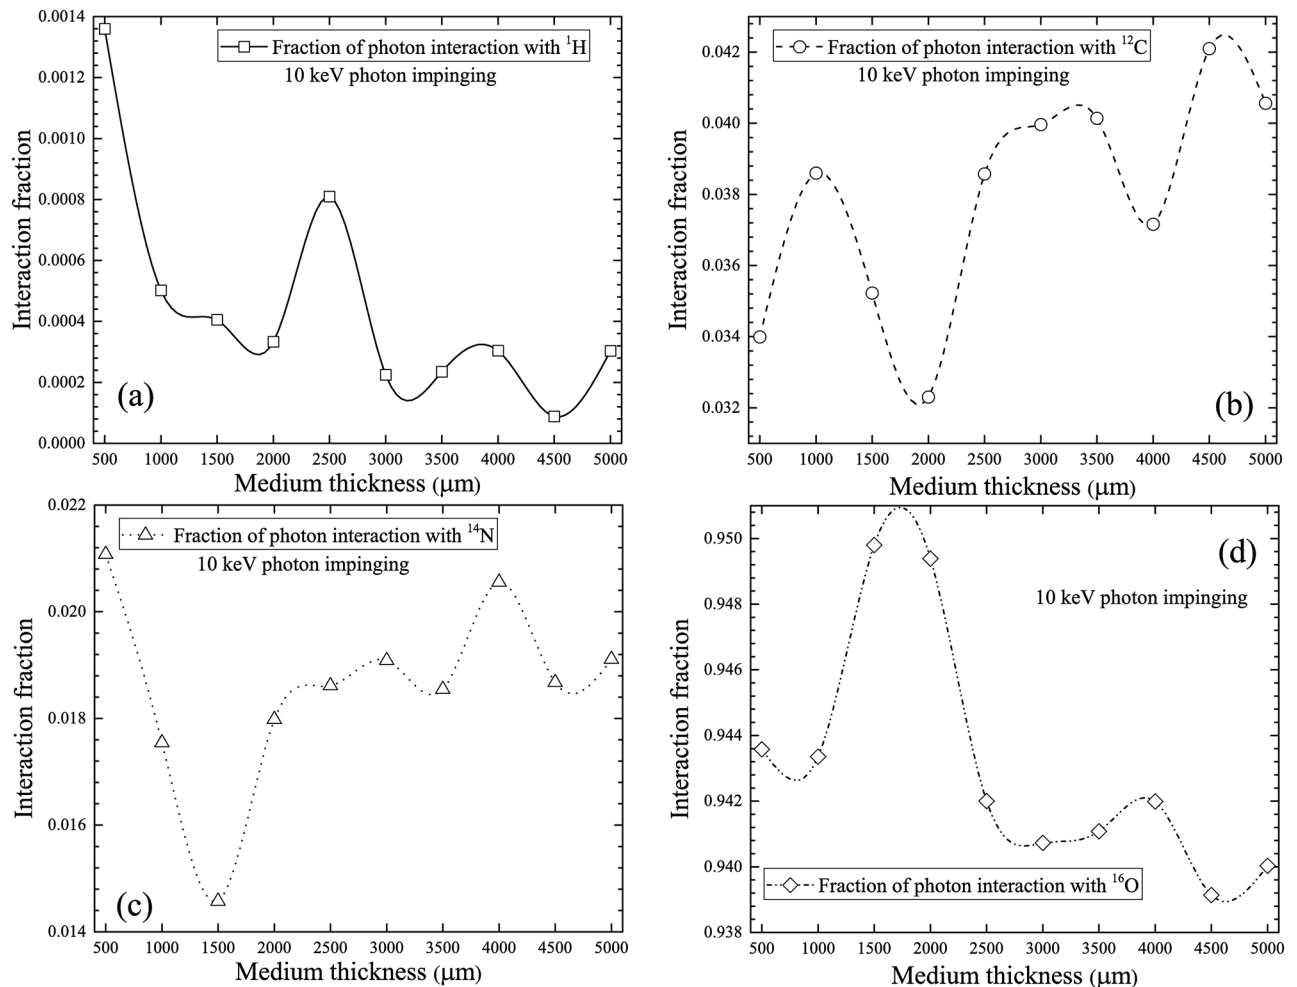 0.0014
0.0012
0.0010
0.0008
0.0006
0.0004
0.0002
0.0000
Interaction fraction
Fraction of photon interaction with ¹H
10 keV photon impinging
(a)
500 1000 1500 2000 2500 3000 3500 4000 4500 5000
Medium thickness (μm)
0.042
0.040
0.038
0.036
0.034
0.032
Interaction fraction
Fraction of photon interaction with ¹²C
10 keV photon impinging
(b)
500 1000 1500 2000 2500 3000 3500 4000 4500 5000
Medium thickness (μm)
0.022
0.020
0.018
0.016
0.014
Interaction fraction
Fraction of photon interaction with ¹⁴N
10 keV photon impinging
(c)
500 1000 1500 2000 2500 3000 3500 4000 4500 5000
Medium thickness (μm)
0.950
0.948
0.946
0.944
0.942
0.940
0.938
Interaction fraction
(d)
10 keV photon impinging
Fraction of photon interaction with ¹⁶O
500 1000 1500 2000 2500 3000 3500 4000 4500 5000
Medium thickness (μm)